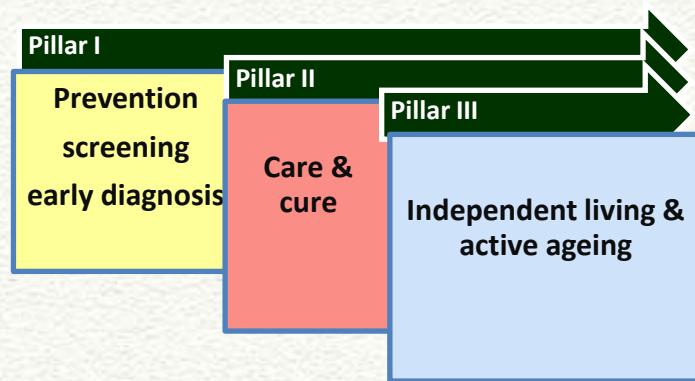 Pillar I
Prevention
screening
early diagnosis
Pillar II
Care &
cure
Pillar III
Independent living &
active ageing